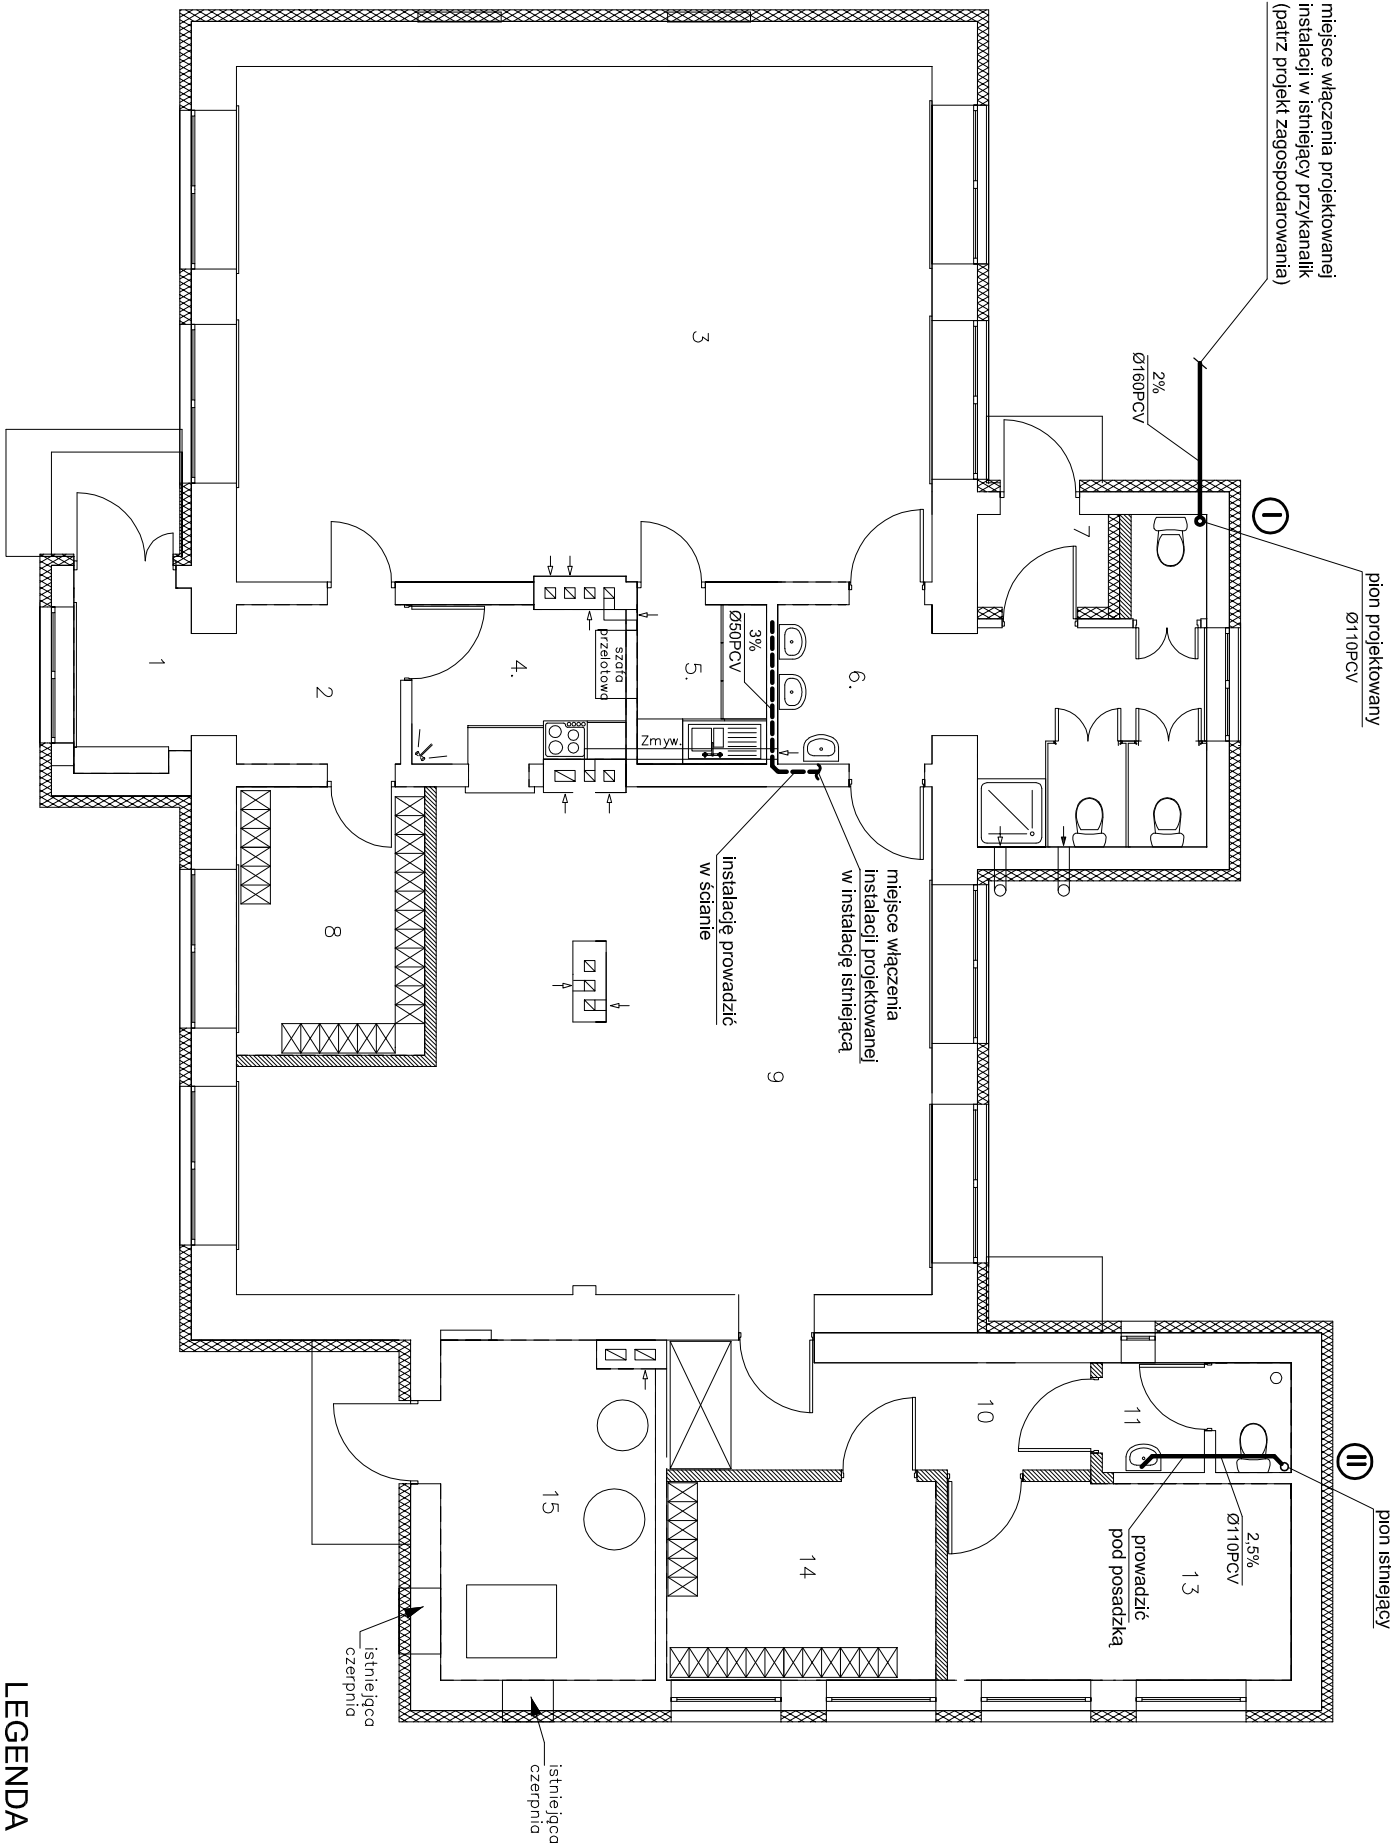 miejsce włączenia projektowanej
instalacji w istniejący przykanalik
(patrz projekt zagospodarowania)
2%
Ø160PCV
I
pion projektowany
Ø110PCV
II
pion istniejący
7
3
6.
3%
Ø50PCV
5.
szafa
przelotowa
4.
Zmyw.
2
1
miejsce włączenia
instalacji projektowanej
w instalację istniejącą
instalację prowadzić
w ścianie
8
9
10
11
2,5%
Ø110PCV
13
prowadzić
pod posadzką
14
15
istniejąca
czerpnia
istniejąca
czerpnia
LEGENDA